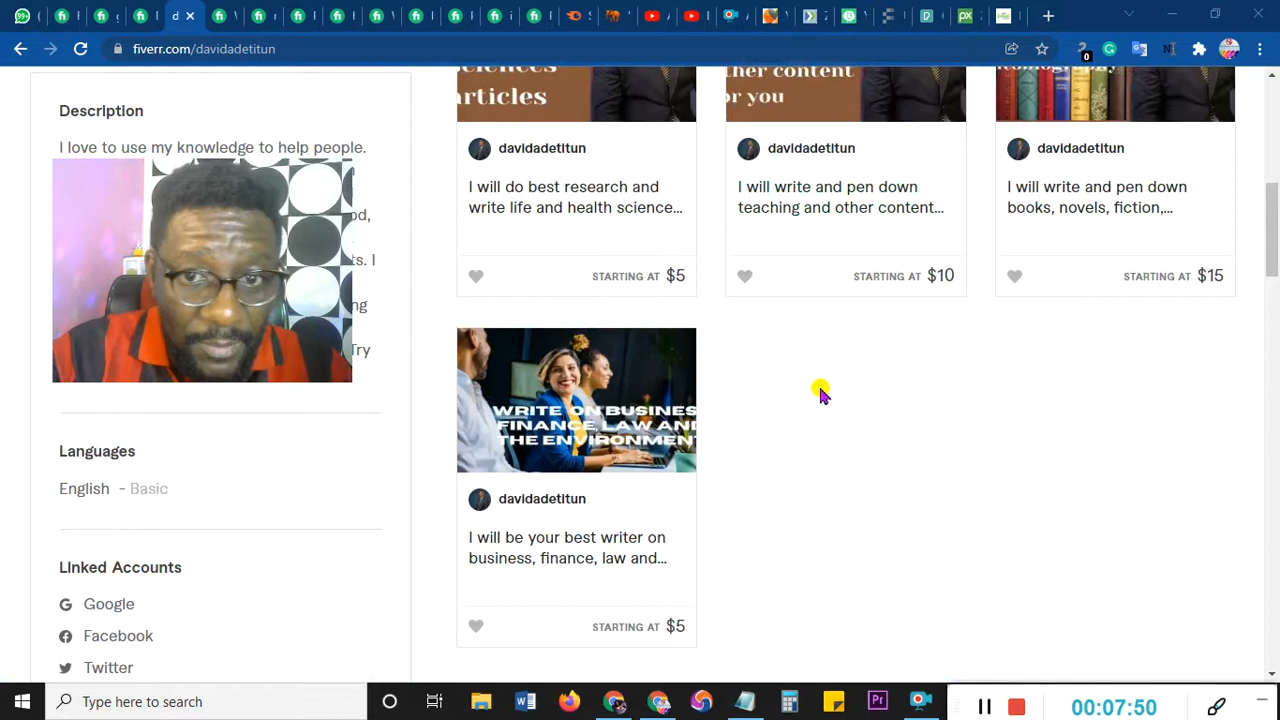 fiverr.com/davidadetitun
0
Description
I love to use my knowledge to help people.
ts. I
Try
Languages
English - Basic
Linked Accounts
Google
Facebook
Twitter
articles
davidadetitun
I will do best research and
write life and health science...
STARTING AT $5
ther content
or you
davidadetitun
I will write and pen down
teaching and other content...
STARTING AT $10
davidadetitun
I will write and pen down
books, novels, fiction,...
STARTING AT $15
WRITE ON BUSINES
FINANCE, LAW AND
THE ENVIRONMENT
davidadetitun
I will be your best writer on
business, finance, law and...
STARTING AT $5
Type here to search
00:07:50